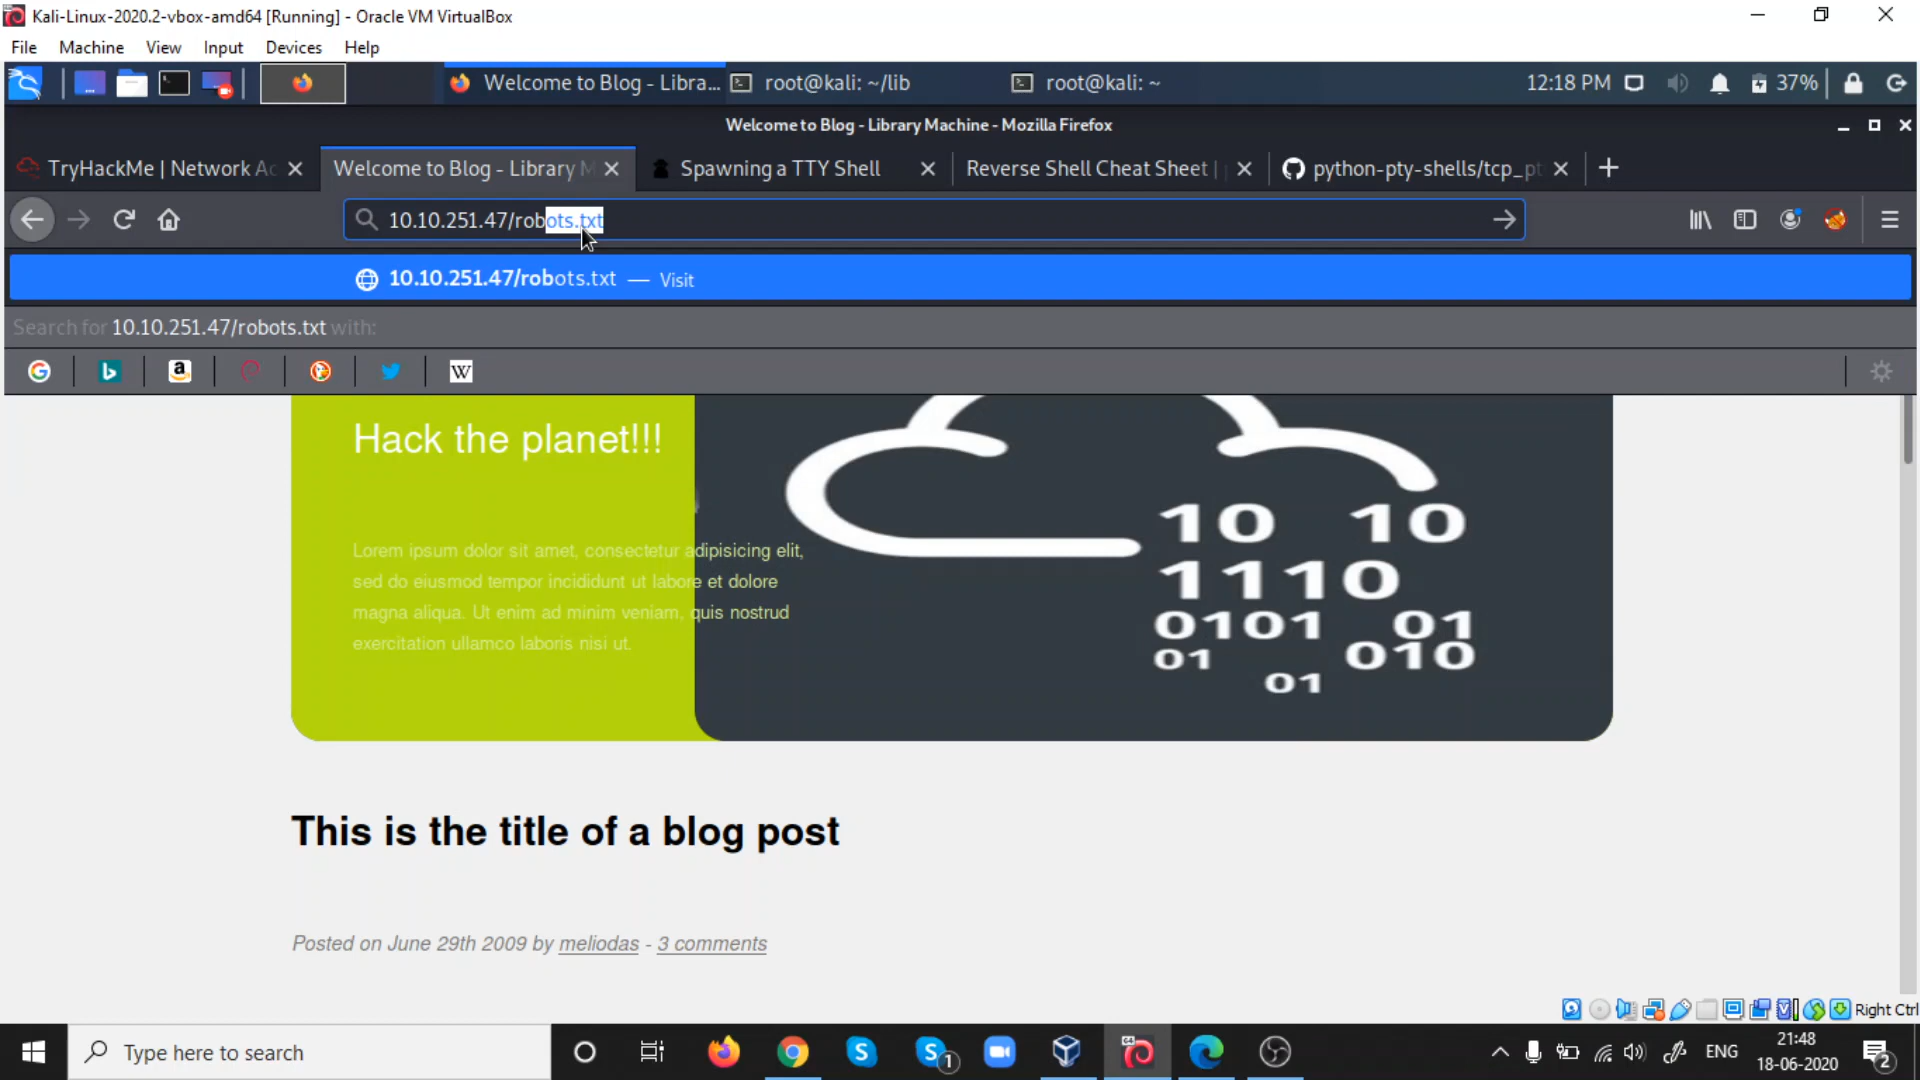 Kali-Linux-2020.2-vbox-amd64 [Running] - Oracle VM VirtualBox
File Machine View Input Devices Help
Welcome to Blog - Libra... root@kali: ~/lib root@kali: ~ 12:18 PM 37%
Welcome to Blog - Library Machine - Mozilla Firefox
TryHackMe | Network Ac Welcome to Blog - Library M Spawning a TTY Shell Reverse Shell Cheat Sheet | python-pty-shells/tcp_pt
10.10.251.47/robots.txt
10.10.251.47/robots.txt — Visit
Search for 10.10.251.47/robots.txt with:
Hack the planet!!!
10 10
1110
0101 01
01 010
01
Lorem ipsum dolor sit amet, consectetur adipisicing elit,
sed do eiusmod tempor incididunt ut labore et dolore
magna aliqua. Ut enim ad minim veniam, quis nostrud
exercitation ullamco laboris nisi ut.
This is the title of a blog post
Posted on June 29th 2009 by meliodas - 3 comments
Right Ctrl
Type here to search
1
64
ENG
21:48
18-06-2020
2